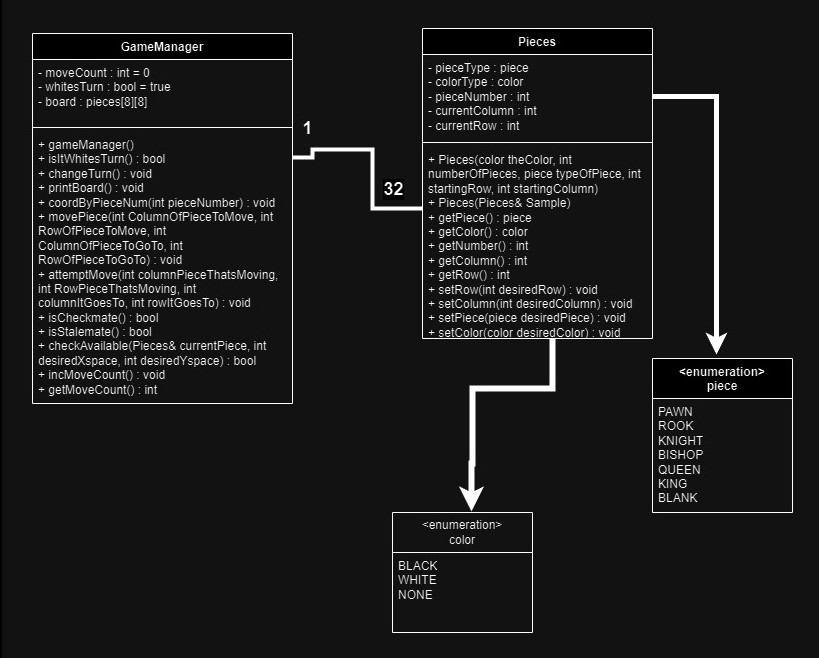 GameManager
- moveCount : int = 0
- whitesTurn : bool = true
- board : pieces[8][8]
+ gameManager()
+ isItWhitesTurn() : bool
+ changeTurn() : void
+ printBoard() : void
+ coordByPieceNum(int pieceNumber) : void
+ movePiece(int ColumnOfPieceToMove, int
RowOfPieceToMove, int
ColumnOfPieceToGoTo, int
RowOfPieceToGoTo) : void
+ attemptMove(int columnPieceThatsMoving,
int RowPieceThatsMoving, int
columnItGoesTo, int rowItGoesTo) : void
+ isCheckmate() : bool
+ isStalemate() : bool
+ checkAvailable(Pieces& currentPiece, int
desiredXspace, int desiredYspace) : bool
+ incMoveCount() : void
+ getMoveCount() : int
1
32
Pieces
- pieceType : piece
- colorType : color
- pieceNumber : int
- currentColumn : int
- currentRow : int
+ Pieces(color theColor, int
numberOfPieces, piece typeOfPiece, int
startingRow, int startingColumn)
+ Pieces(Pieces& Sample)
+ getPiece() : piece
+ getColor() : color
+ getNumber() : int
+ getColumn() : int
+ getRow() : int
+ setRow(int desiredRow) : void
+ setColumn(int desiredColumn) : void
+ setPiece(piece desiredPiece) : void
+ setColor(color desiredColor) : void
<enumeration>
piece
PAWN
ROOK
KNIGHT
BISHOP
QUEEN
KING
BLANK
<enumeration>
color
BLACK
WHITE
NONE